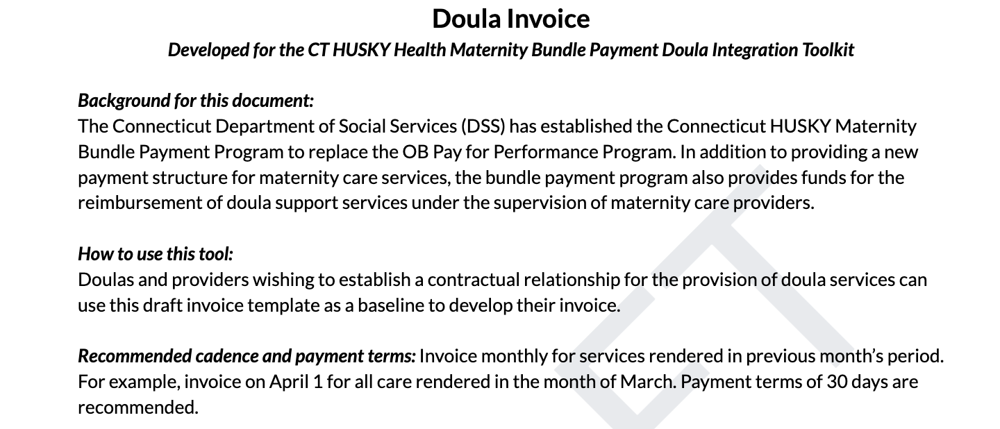 Doula Invoice
Developed for the CT HUSKY Health Maternity Bundle Payment Doula Integration Toolkit
Background for this document:
The Connecticut Department of Social Services (DSS) has established the Connecticut HUSKY Maternity
Bundle Payment Program to replace the OB Pay for Performance Program. In addition to providing a new
payment structure for maternity care services, the bundle payment program also provides funds for the
reimbursement of doula support services under the supervision of maternity care providers.
How to use this tool:
Doulas and providers wishing to establish a contractual relationship for the provision of doula services can
use this draft invoice template as a baseline to develop their invoice.
Recommended cadence and payment terms: Invoice monthly for services rendered in previous month’s period.
For example, invoice on April 1 for all care rendered in the month of March. Payment terms of 30 days are
recommended.